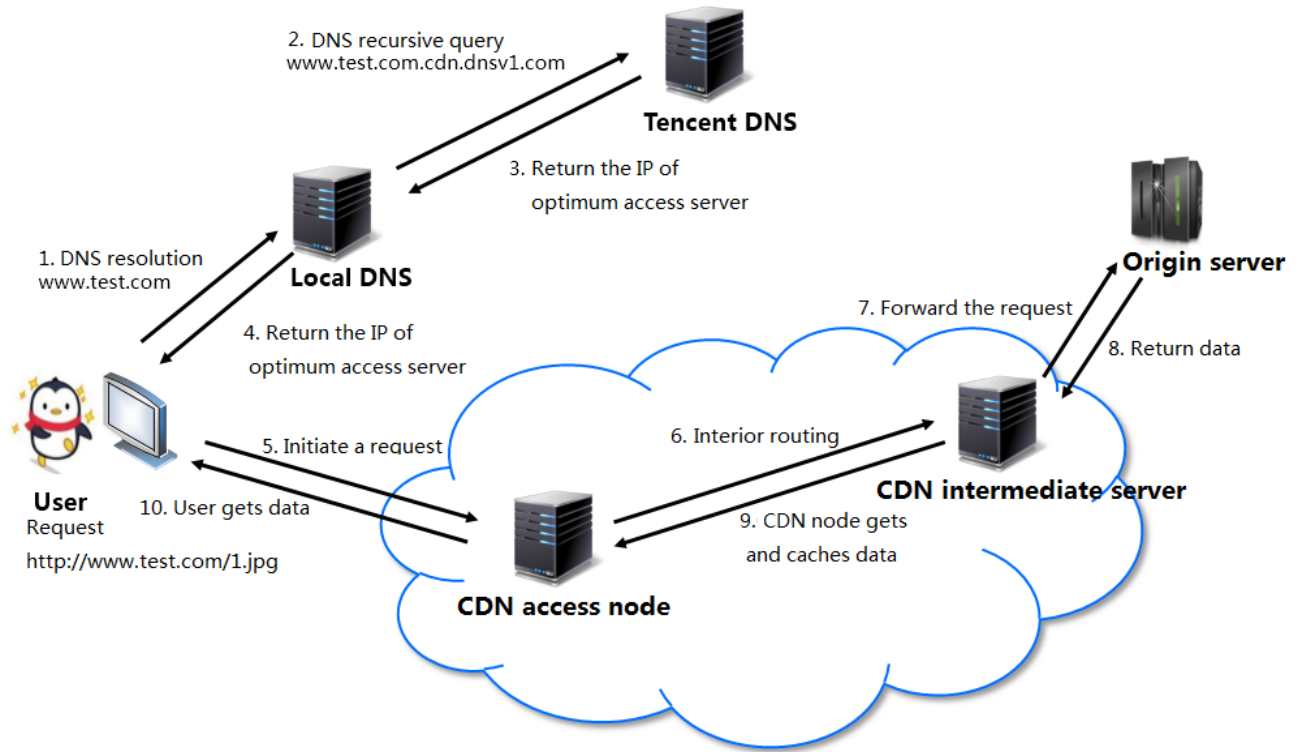 2. DNS recursive query
www.test.com.cdn.dnsv1.com
Tencent DNS
3. Return the IP of
optimum access server
1. DNS resolution
www.test.com
Local DNS
Origin server
4. Return the IP of
optimum access server
7. Forward the request
8. Return data
5. Initiate a request
6. Interior routing
CDN intermediate server
User
Request
http://www.test.com/1.jpg
10. User gets data
9. CDN node gets
and caches data
CDN access node